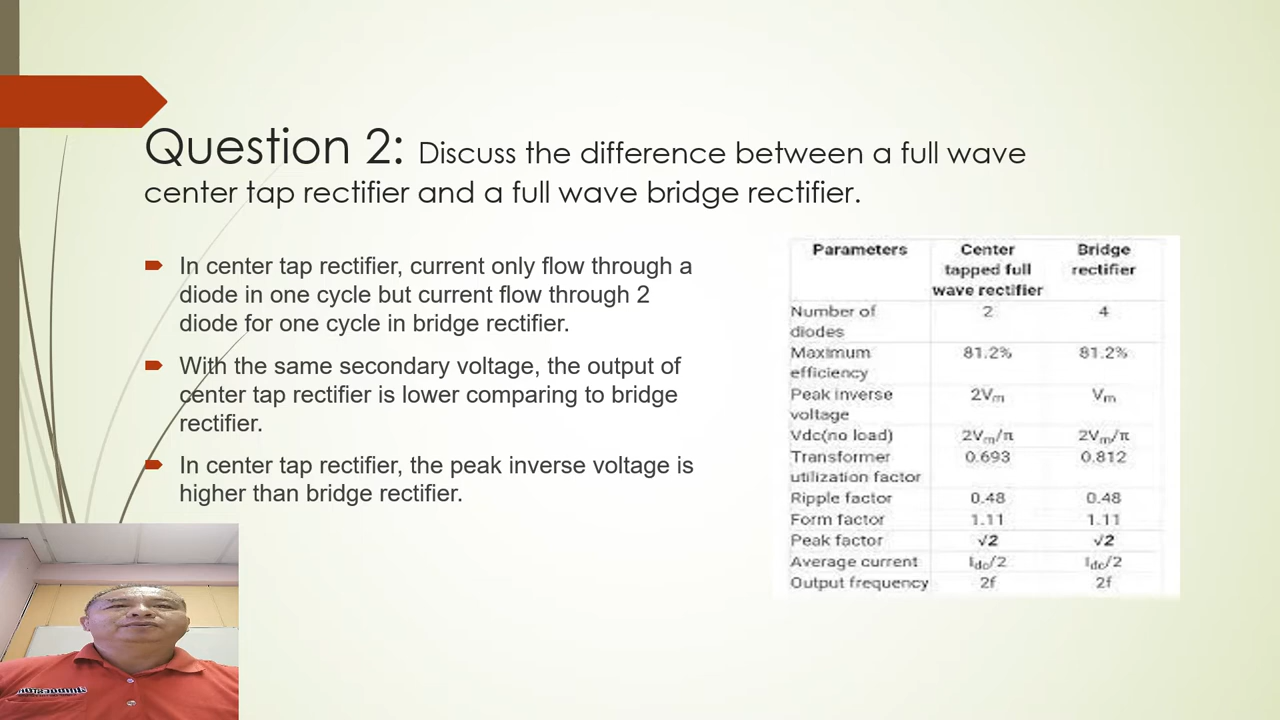 Question 2: Discuss the difference between a full wave
center tap rectifier and a full wave bridge rectifier.
In center tap rectifier, current only flow through a
diode in one cycle but current flow through 2
diode for one cycle in bridge rectifier.
With the same secondary voltage, the output of
center tap rectifier is lower comparing to bridge
rectifier.
In center tap rectifier, the peak inverse voltage is
higher than bridge rectifier.
Parameters Center Bridge
tapped full rectifier
wave rectifier
Number of 2 4
diodes
Maximum 81.2% 81.2%
efficiency
Peak inverse 2Vm Vm
voltage
Vdc(no load) 2Vm/π 2Vm/π
Transformer 0.693 0.812
utilization factor
Ripple factor 0.48 0.48
Form factor 1.11 1.11
Peak factor √2 √2
Average current Idc/2 Idc/2
Output frequency 2f 2f